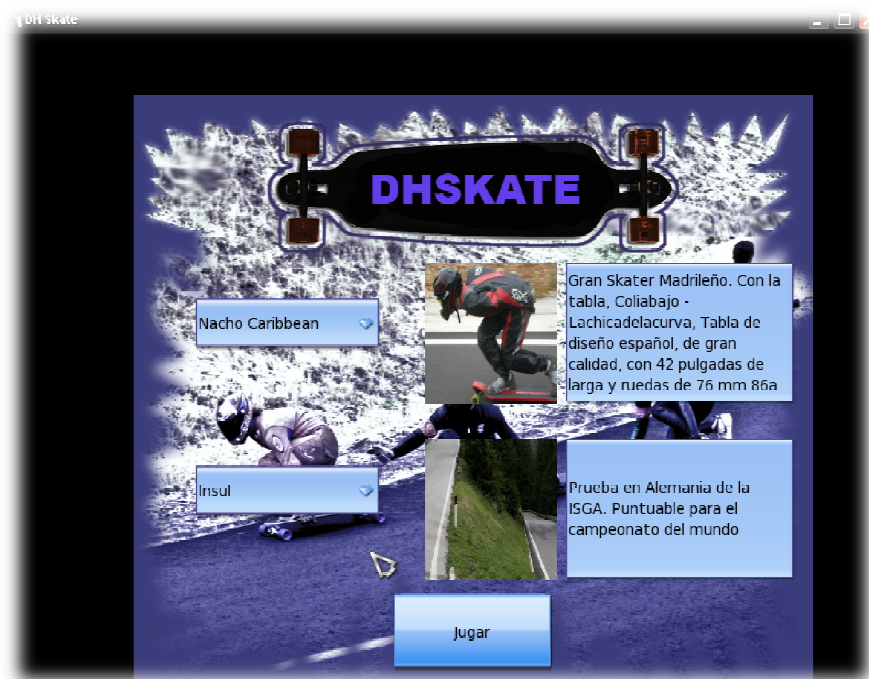 DH Skate
DHSKATE
Nacho Caribbean
Gran Skater Madrileño. Con la
tabla, Coliabajo -
Lachicadelacurva, Tabla de
diseño español, de gran
calidad, con 42 pulgadas de
larga y ruedas de 76 mm 86a
Insul
Prueba en Alemania de la
ISGA. Puntuable para el
campeonato del mundo
Jugar